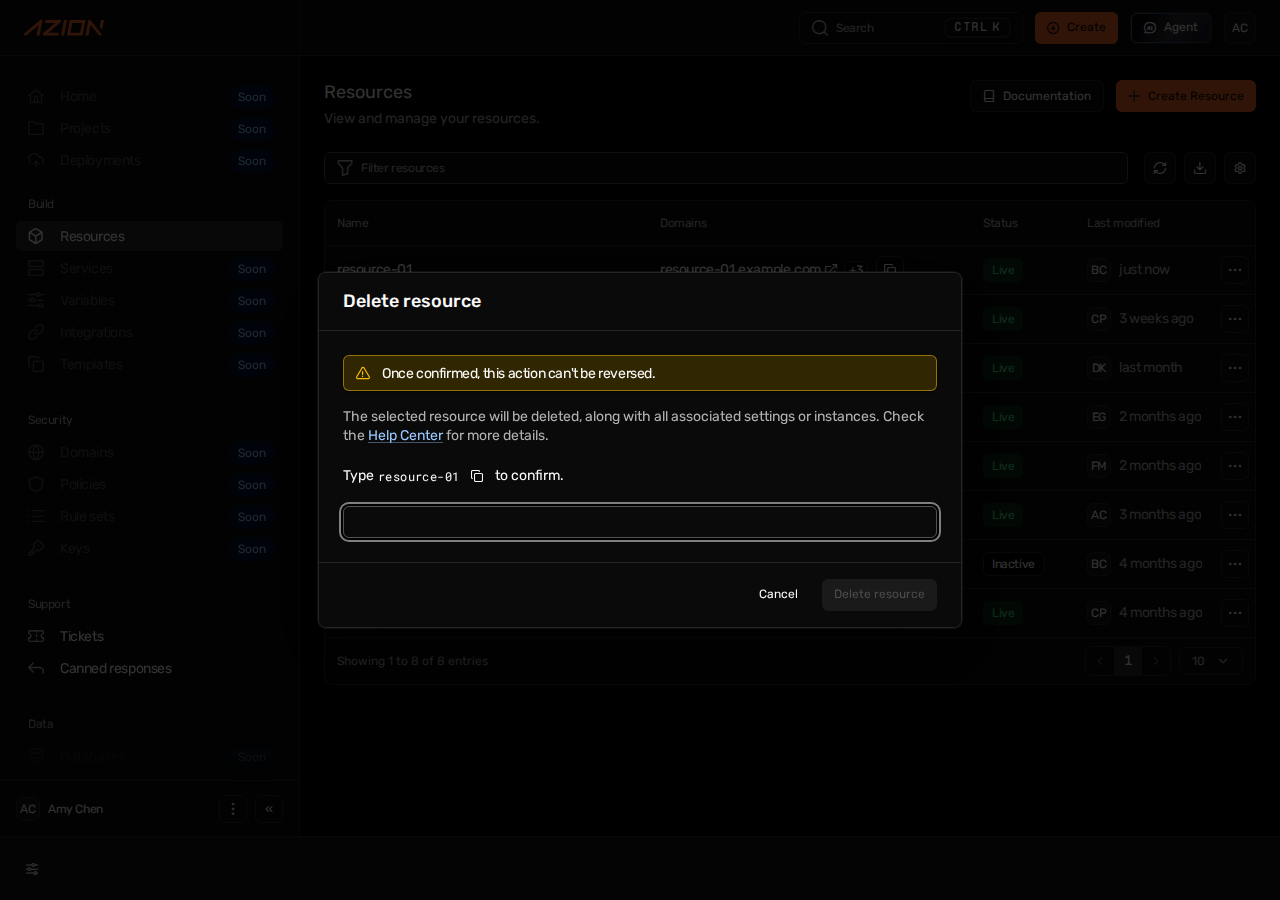 AZION
Search
CTRL K
Create
Agent
AC
Home Soon
Projects Soon
Deployments Soon
Build
Resources
Services Soon
Variables Soon
Integrations Soon
Templates Soon
Security
Domains Soon
Policies Soon
Rule sets Soon
Keys Soon
Support
Tickets
Canned responses
Data
Databases Soon
AC Amy Chen
Resources
View and manage your resources.
Documentation
Create Resource
Filter resources
Name Domains Status Last modified
resource-01 resource-01.example.com +3 Live BC just now
Live CP 3 weeks ago
Live DK last month
Live EG 2 months ago
Live FM 2 months ago
Live AC 3 months ago
Inactive BC 4 months ago
Live CP 4 months ago
Showing 1 to 8 of 8 entries
1
10
Delete resource
Once confirmed, this action can't be reversed.
The selected resource will be deleted, along with all associated settings or instances. Check
the Help Center for more details.
Type resource-01 to confirm.
Cancel
Delete resource